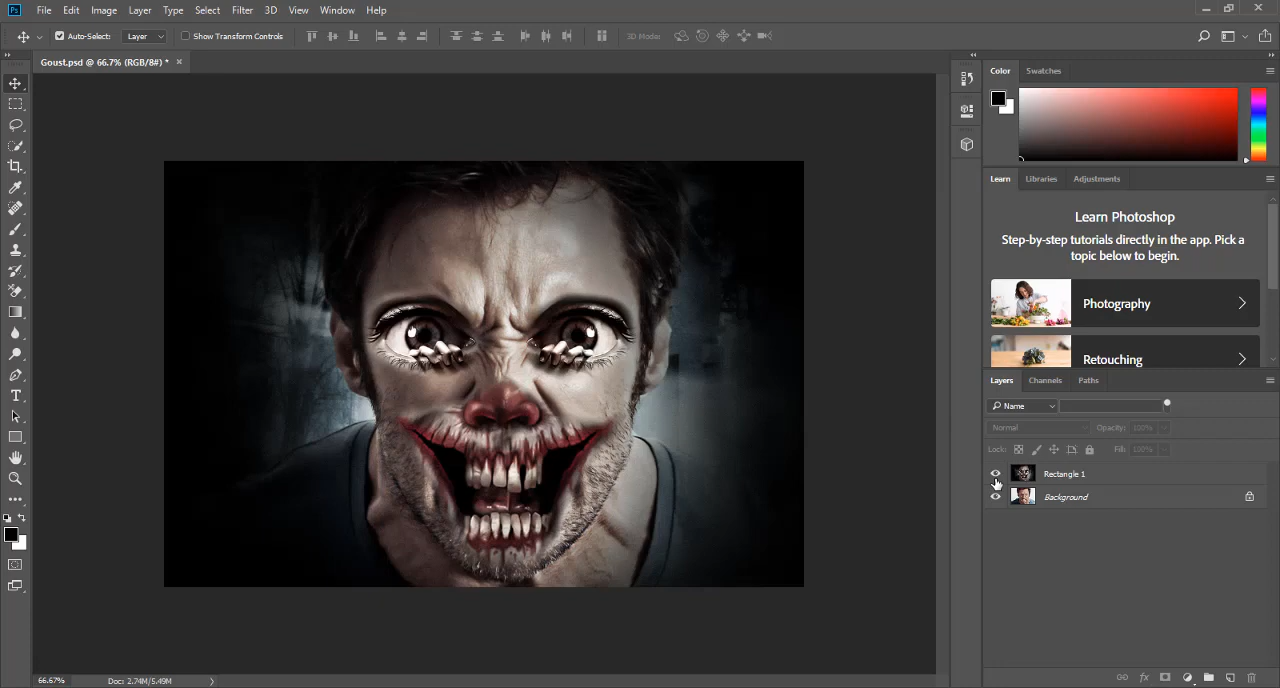 Ps File Edit Image Layer Type Select Filter 3D View Window Help
Auto-Select: Layer Show Transform Controls 3D Mode:
Goust.psd @ 66.7% (RGB/8#) * ×
Color Swatches
Learn Libraries Adjustments
Learn Photoshop
Step-by-step tutorials directly in the app. Pick a
topic below to begin.
Photography
Retouching
Layers Channels Paths
Name
Normal Opacity: 100%
Lock: Fill: 100%
Rectangle 1
Background
66.67% Doc: 2.74M/5.49M